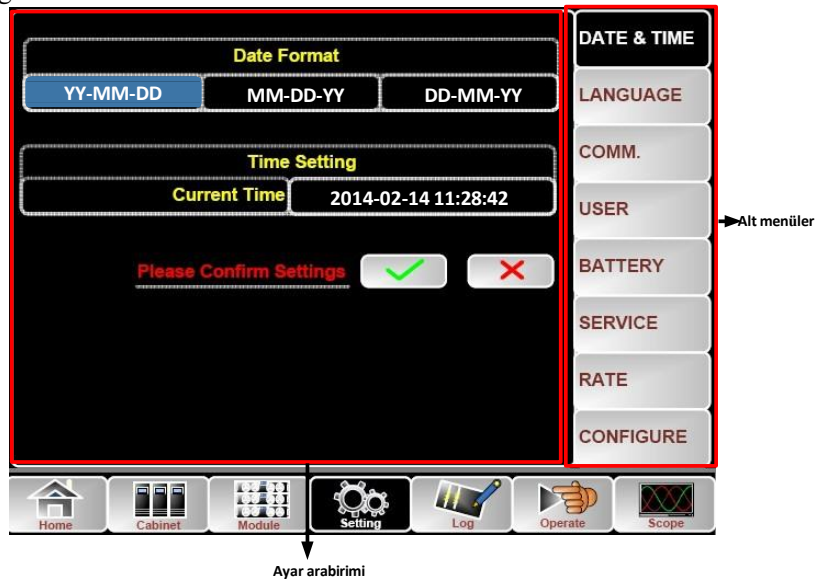 Date Format
YY-MM-DD MM-DD-YY DD-MM-YY
Time Setting
Current Time 2014-02-14 11:28:42
Please Confirm Settings
DATE & TIME
LANGUAGE
COMM.
USER
BATTERY
SERVICE
RATE
CONFIGURE
Alt menüler
Home Cabinet Module Setting Log Operate Scope
Ayar arabirimi